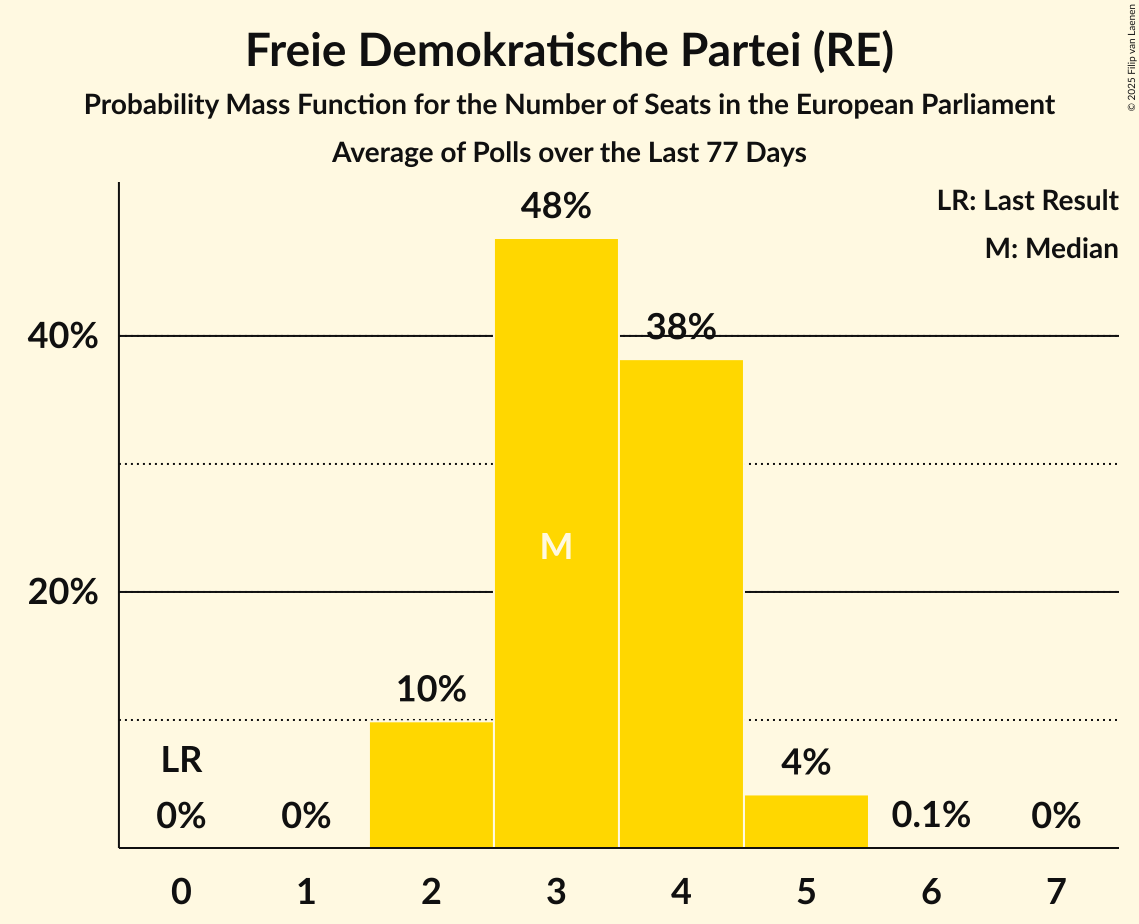 Freie Demokratische Partei (RE)
Probability Mass Function for the Number of Seats in the European Parliament
Average of Polls over the Last 77 Days
© 2025 Filip van Laenen
LR: Last Result
M: Median
48%
40%
38%
M
20%
10%
LR
4%
0%
0%
0.1%
0%
0 1 2 3 4 5 6 7